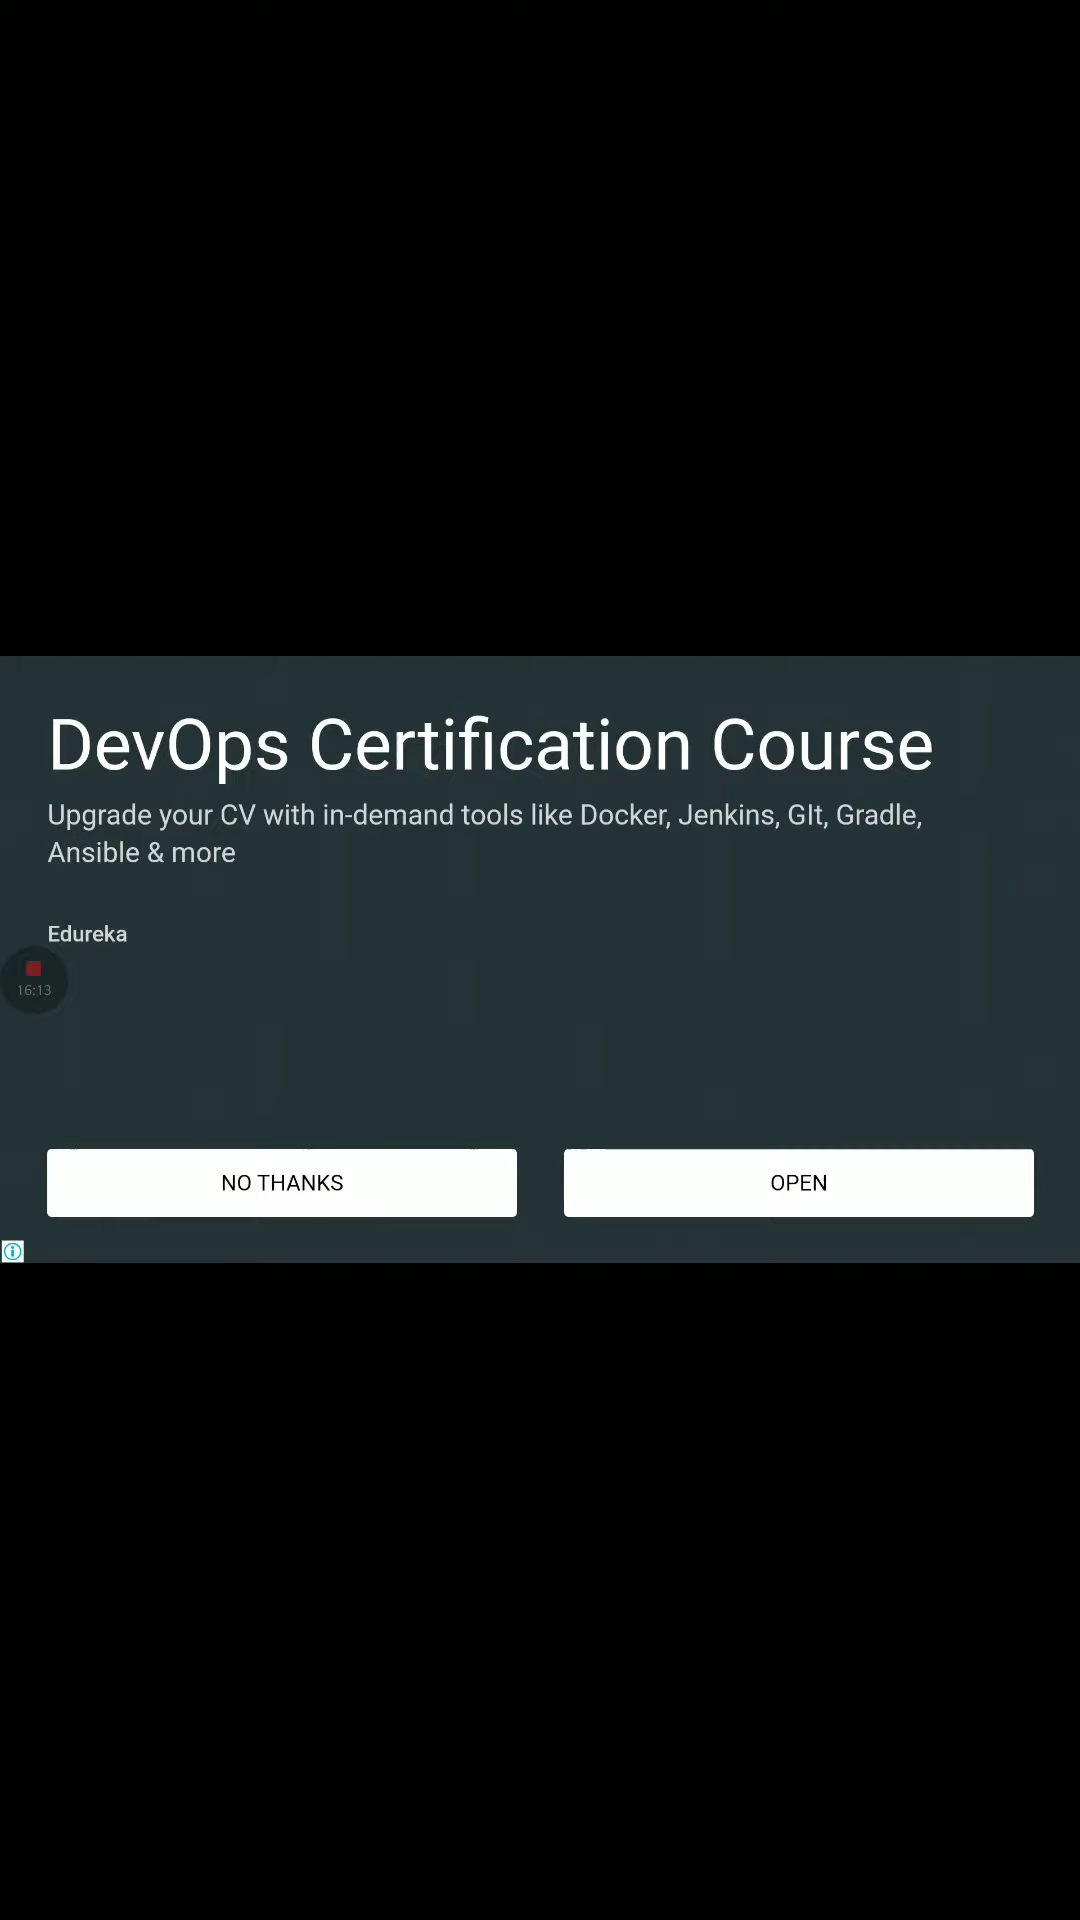 DevOps Certification Course
Upgrade your CV with in-demand tools like Docker, Jenkins, GIt, Gradle,
Ansible & more
Edureka
16:13
NO THANKS
OPEN